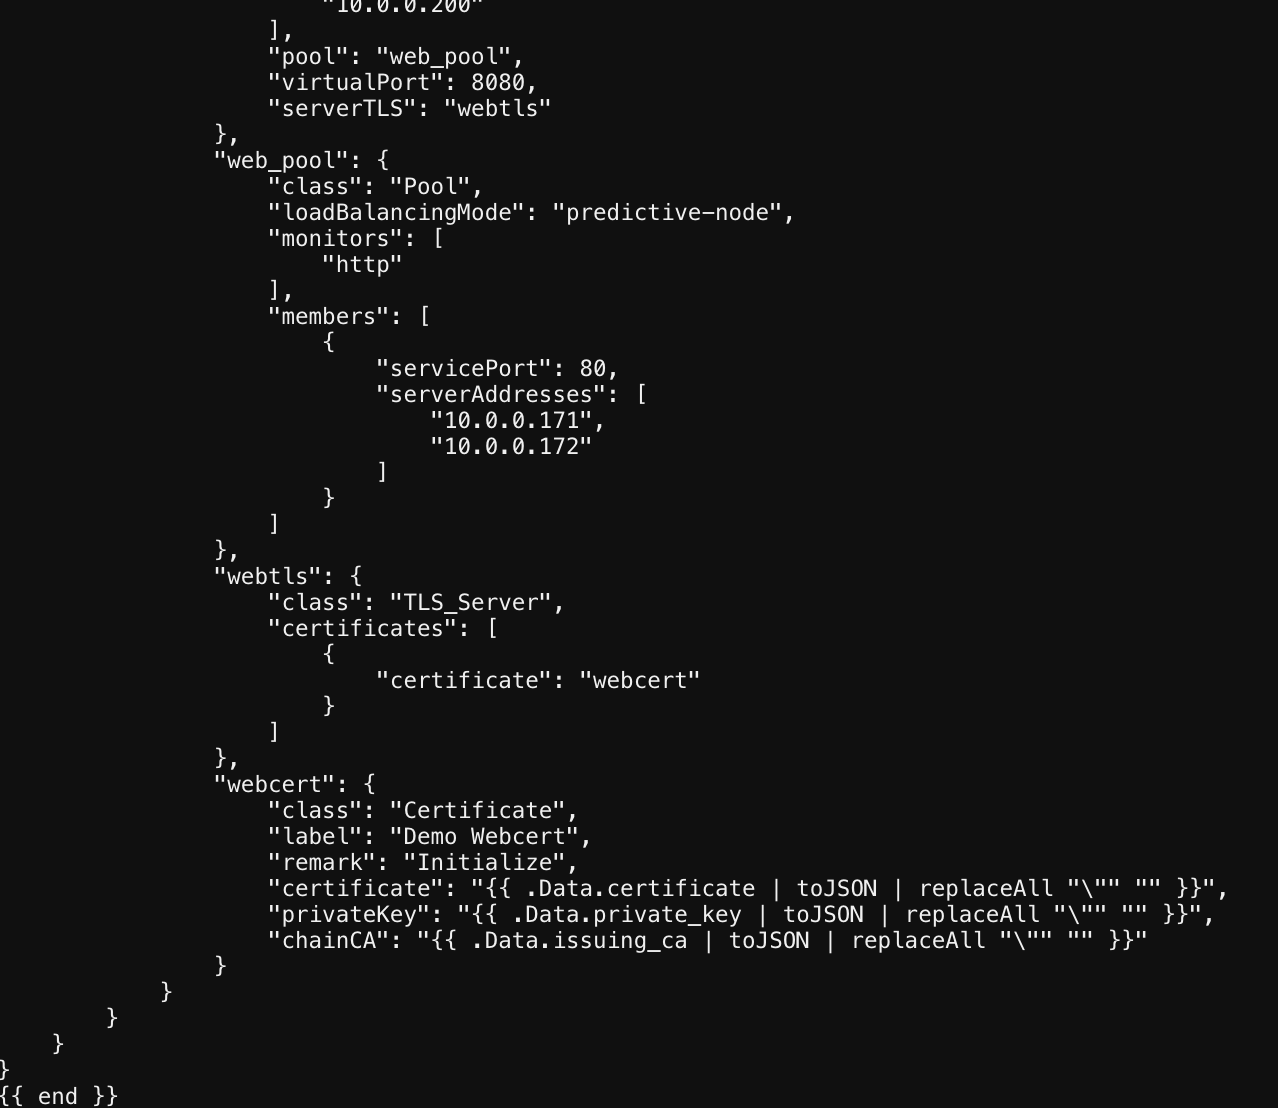 "10.0.0.200"
],
"pool": "web_pool",
"virtualPort": 8080,
"serverTLS": "webtls"
},
"web_pool": {
"class": "Pool",
"loadBalancingMode": "predictive-node",
"monitors": [
"http"
],
"members": [
{
"servicePort": 80,
"serverAddresses": [
"10.0.0.171",
"10.0.0.172"
]
}
]
},
"webtls": {
"class": "TLS_Server",
"certificates": [
{
"certificate": "webcert"
}
]
},
"webcert": {
"class": "Certificate",
"label": "Demo Webcert",
"remark": "Initialize",
"certificate": "{{ .Data.certificate | toJSON | replaceAll "\"" "" }}",
"privateKey": "{{ .Data.private_key | toJSON | replaceAll "\"" "" }}",
"chainCA": "{{ .Data.issuing_ca | toJSON | replaceAll "\"" "" }}"
}
}
}
}
}
{{ end }}